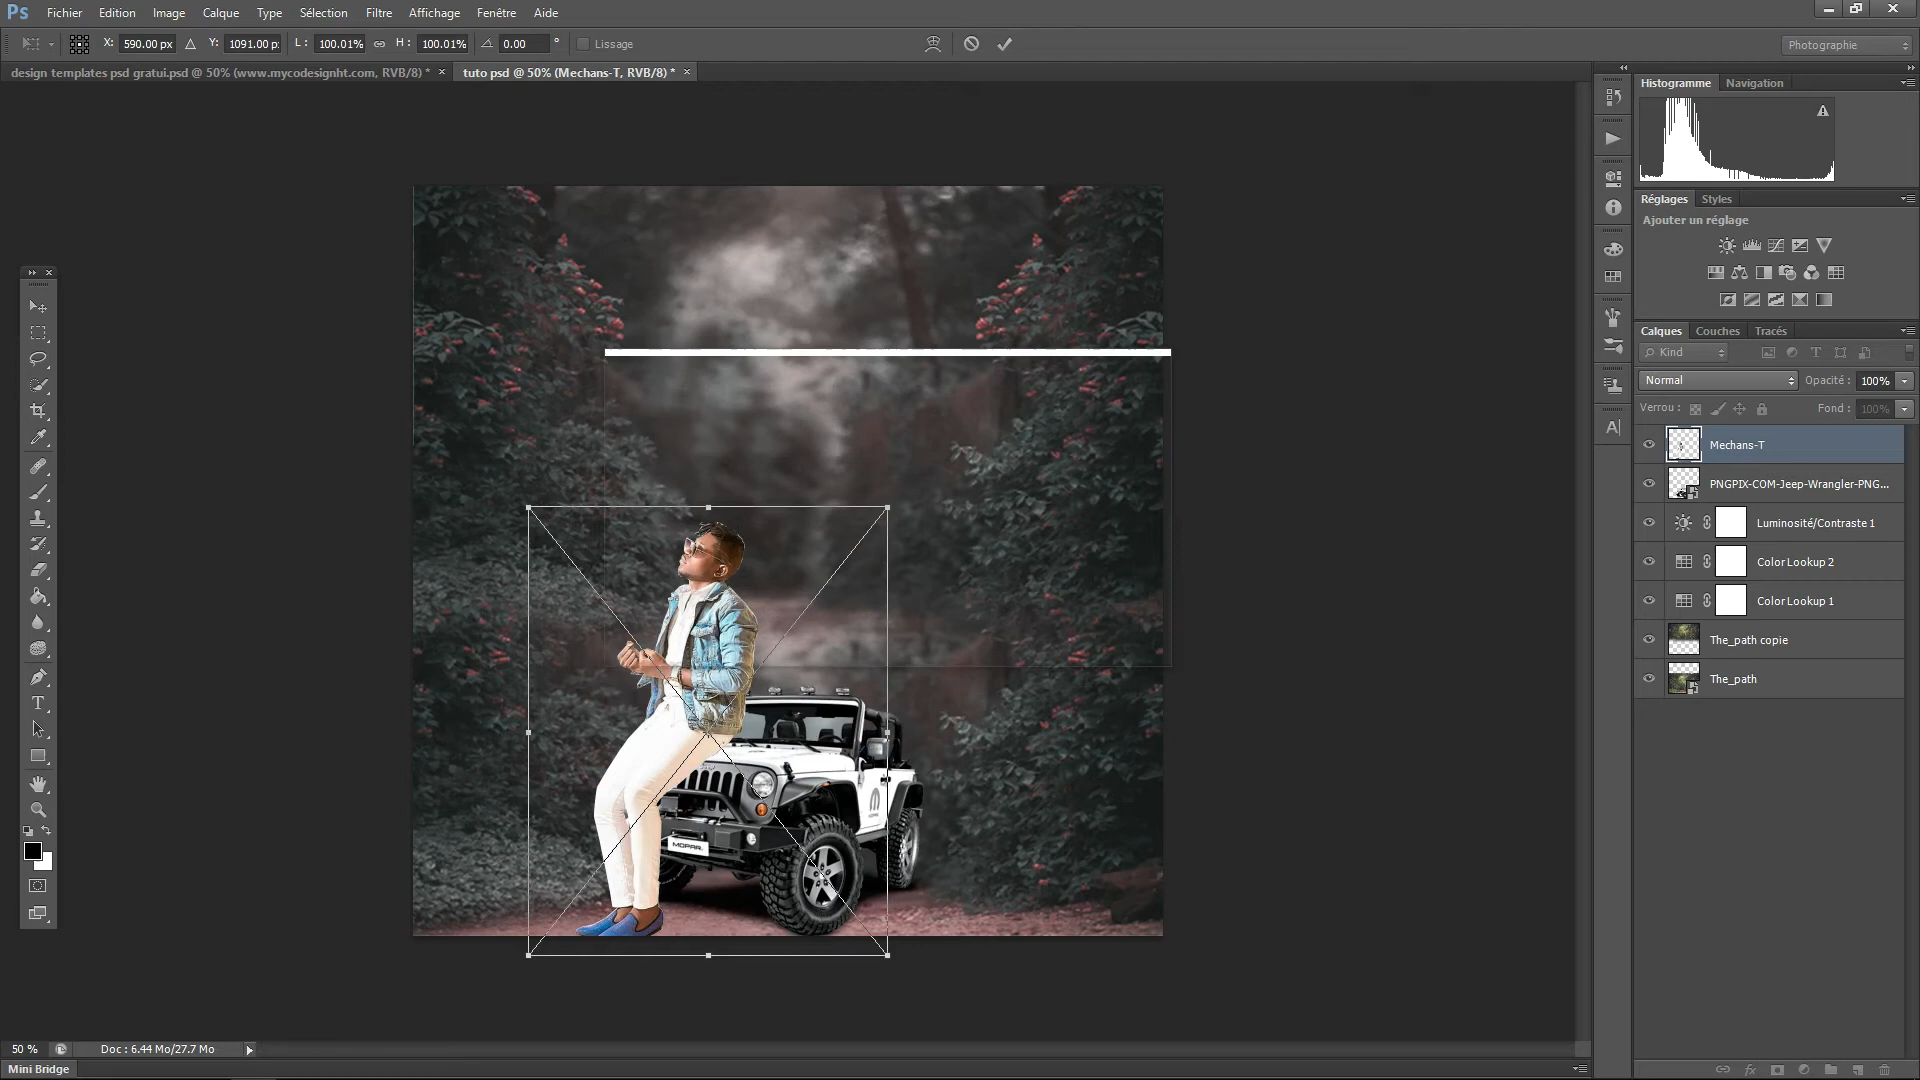 Ps Fichier Edition Image Calque Type Sélection Filtre Affichage Fenêtre Aide
X: 590.00 px Y: 1091.00 p: L: 100.01% H: 100.01% 0.00 ° Lissage Photographie
design templates psd gratui.psd @ 50% (www.mycodesignht.com, RVB/8) * × tuto psd @ 50% (Mechans-T, RVB/8) * ×
Histogramme Navigation
Réglages Styles
Ajouter un réglage
Calques Couches Tracés
Kind
Normal Opacité : 100%
Verrou : Fond : 100%
Mechans-T
PNGPIX-COM-Jeep-Wrangler-PNG...
Luminosité/Contraste 1
Color Lookup 2
Color Lookup 1
The_path copie
The_path
MOPAR.
50 % Doc : 6.44 Mo/27.7 Mo
Mini Bridge